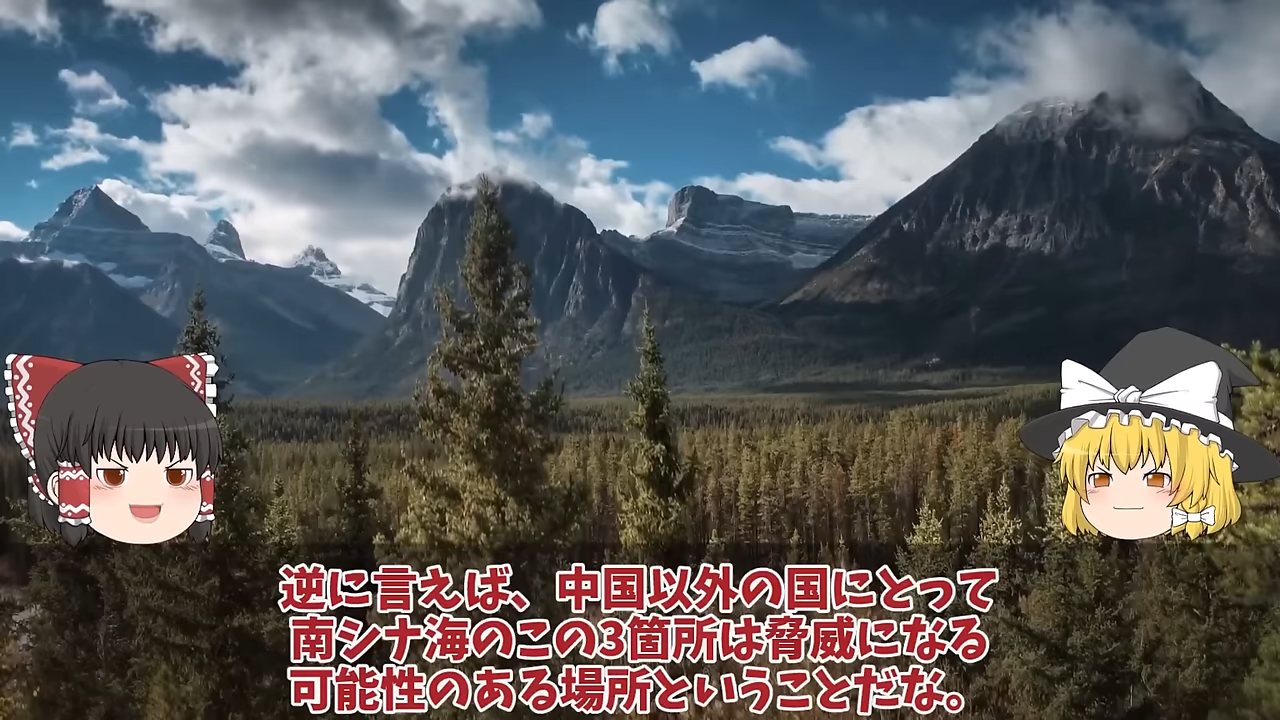 逆に言えば、中国以外の国にとって
南シナ海のこの3箇所は脅威になる
可能性のある場所ということだな。